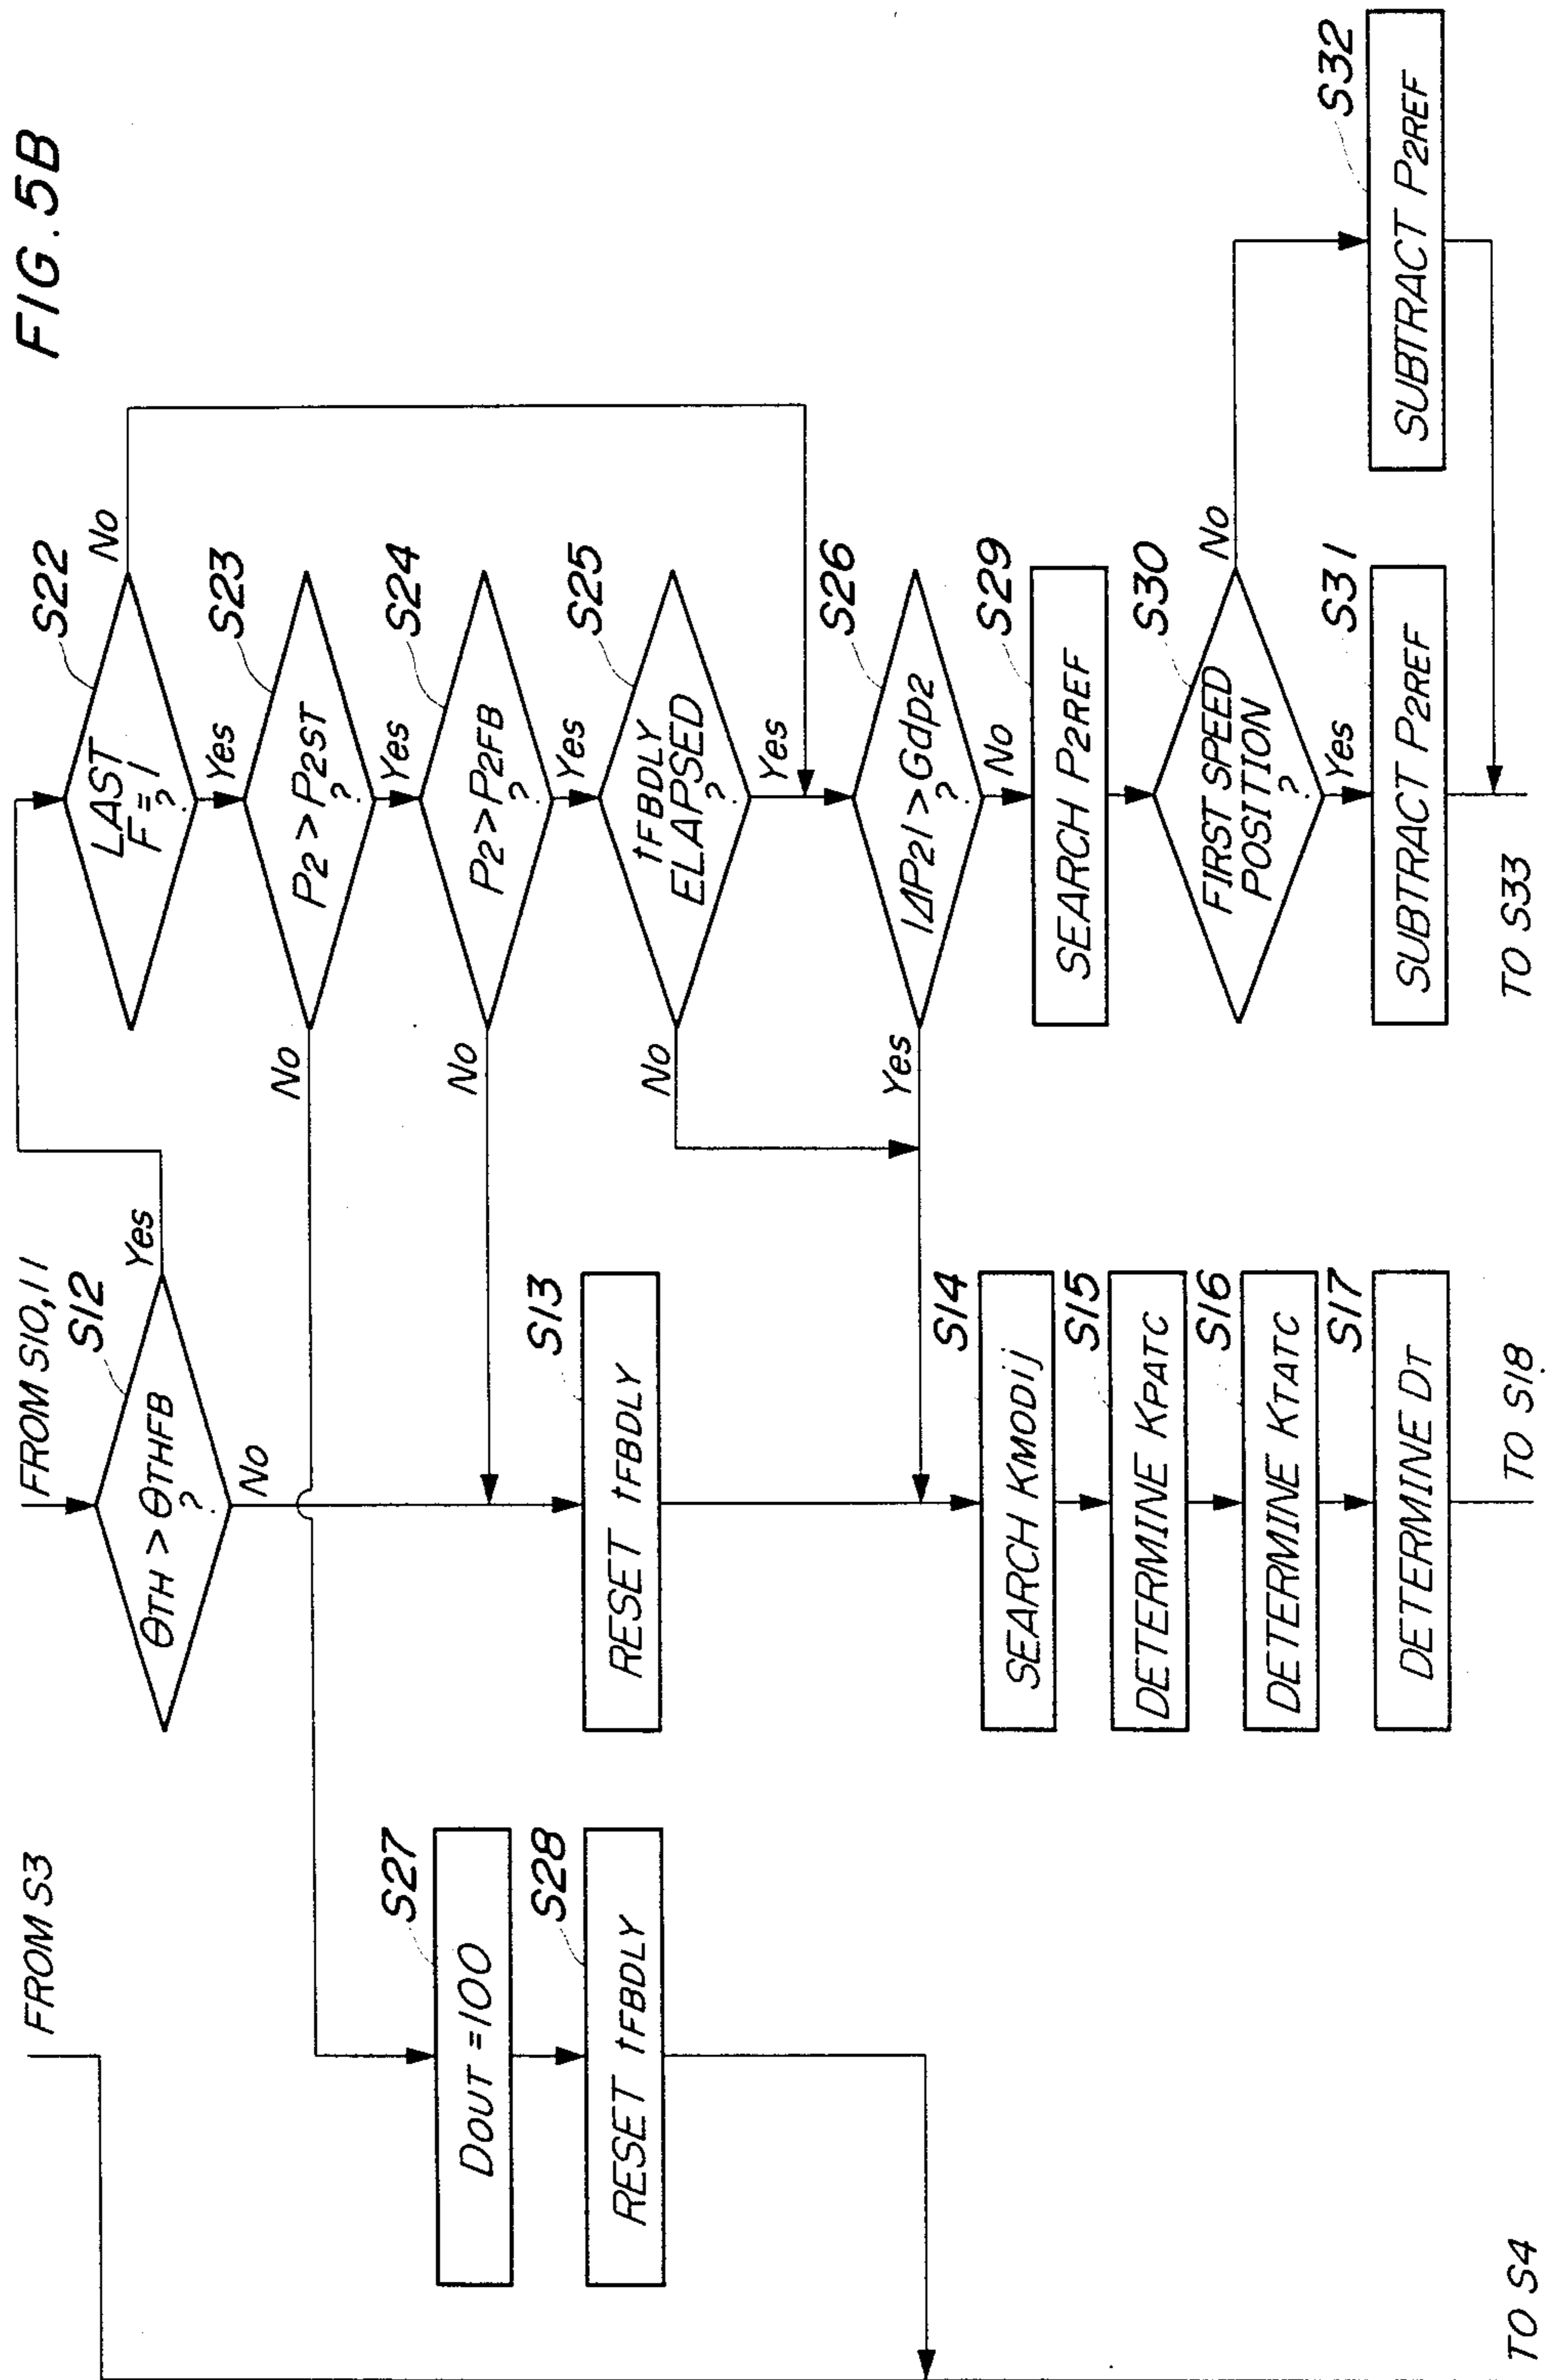 FIG. 5B
FROM S3
FROM S10, 11
S12
θTH > θTHFB
?
Yes
No
S22
LAST
F = 1
?
No
Yes
S23
P2 > P2ST
?
No
Yes
S24
P2 > P2FB
?
No
Yes
S25
tFBDLY
ELAPSED
?
No
Yes
S26
|ΔP2| > Gdp2
?
Yes
No
S27
DOUT = 100
S28
RESET tFBDLY
S13
RESET tFBDLY
S14
SEARCH KMODij
S15
DETERMINE KPATC
S16
DETERMINE KTATC
S17
DETERMINE DT
S29
SEARCH P2REF
S30
FIRST SPEED
POSITION
?
No
Yes
S31
SUBTRACT P2REF
S32
SUBTRACT P2REF
TO S4
TO S18
TO S33